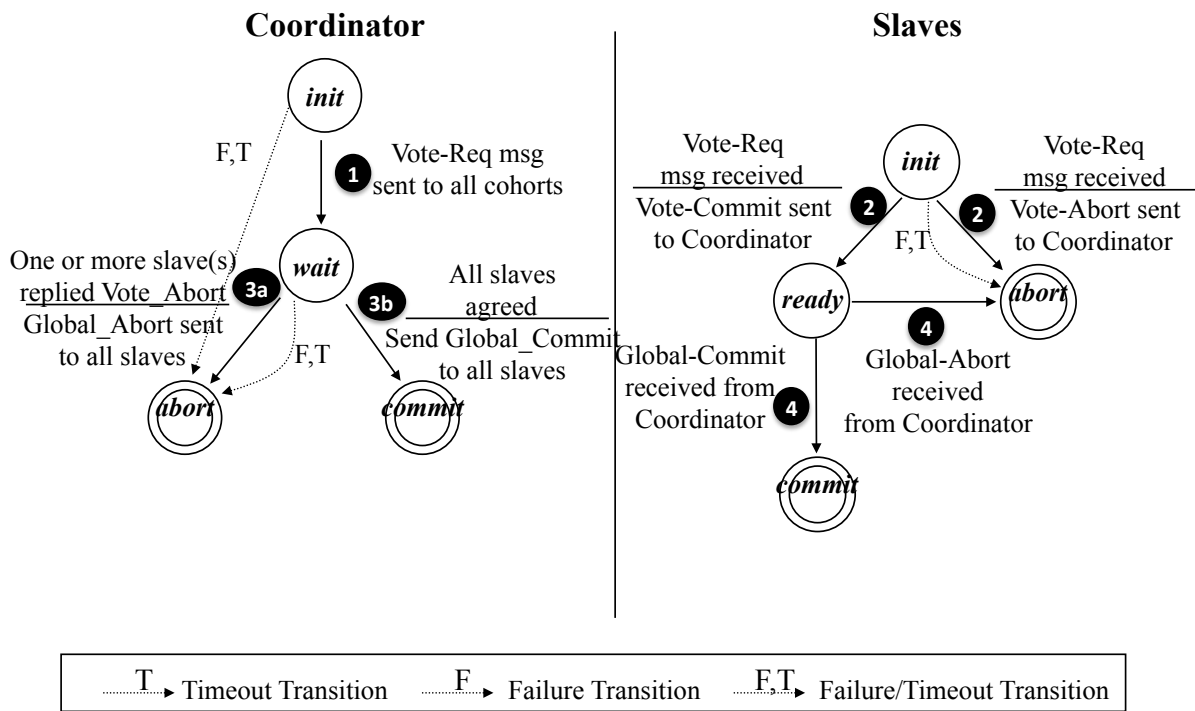 Coordinator
init
F,T
1
Vote-Req msg
sent to all cohorts
wait
One or more slave(s)
replied Vote_Abort
Global_Abort sent
to all slaves
3a
3b
All slaves
agreed
Send Global_Commit
to all slaves
F,T
abort
commit
Slaves
init
Vote-Req
msg received
Vote-Commit sent
to Coordinator
2
F,T
2
Vote-Req
msg received
Vote-Abort sent
to Coordinator
ready
abort
4
Global-Abort
received
from Coordinator
Global-Commit
received from
Coordinator
4
commit
T Timeout Transition
F Failure Transition
F,T Failure/Timeout Transition